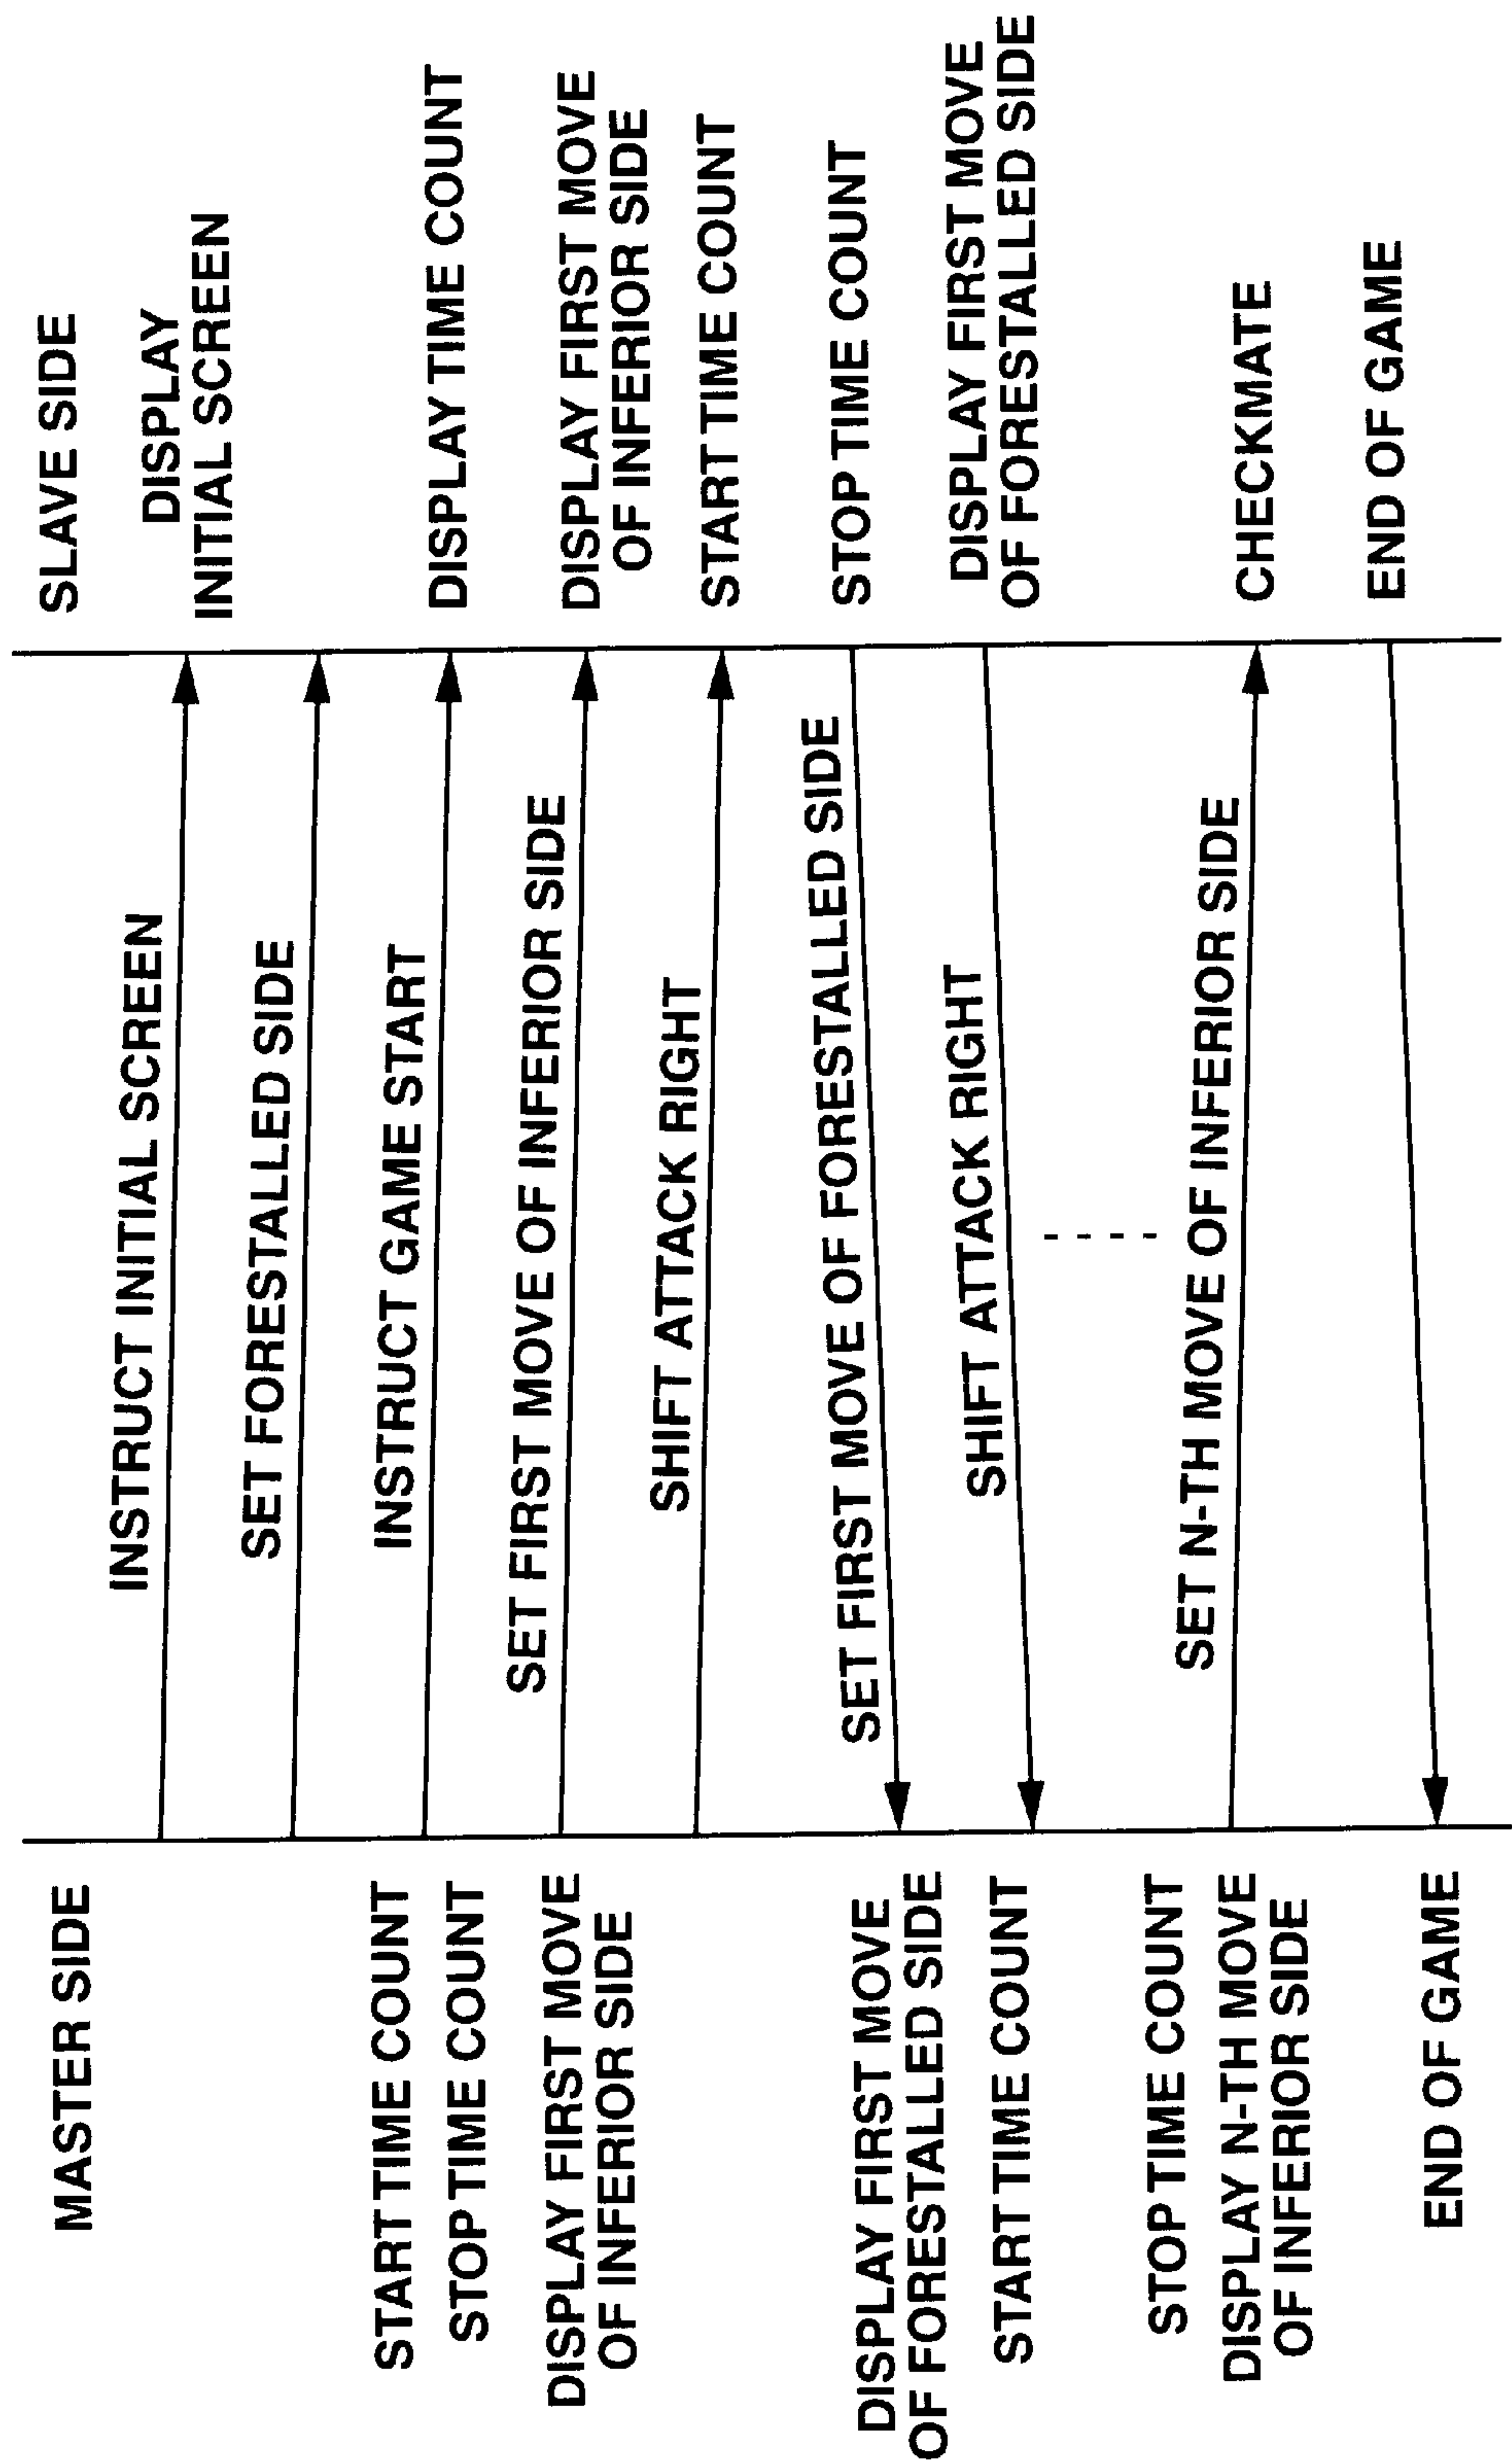 MASTER SIDE
SLAVE SIDE
INSTRUCT INITIAL SCREEN
DISPLAY
INITIAL SCREEN
SET FORESTALLED SIDE
START TIME COUNT
INSTRUCT GAME START
DISPLAY TIME COUNT
STOP TIME COUNT
DISPLAY FIRST MOVE
OF INFERIOR SIDE
SET FIRST MOVE OF INFERIOR SIDE
DISPLAY FIRST MOVE
OF INFERIOR SIDE
SHIFT ATTACK RIGHT
START TIME COUNT
SET FIRST MOVE OF FORESTALLED SIDE
STOP TIME COUNT
DISPLAY FIRST MOVE
OF FORESTALLED SIDE
SHIFT ATTACK RIGHT
DISPLAY FIRST MOVE
OF FORESTALLED SIDE
START TIME COUNT
STOP TIME COUNT
DISPLAY N-TH MOVE
OF INFERIOR SIDE
SET N-TH MOVE OF INFERIOR SIDE
CHECKMATE
END OF GAME
END OF GAME